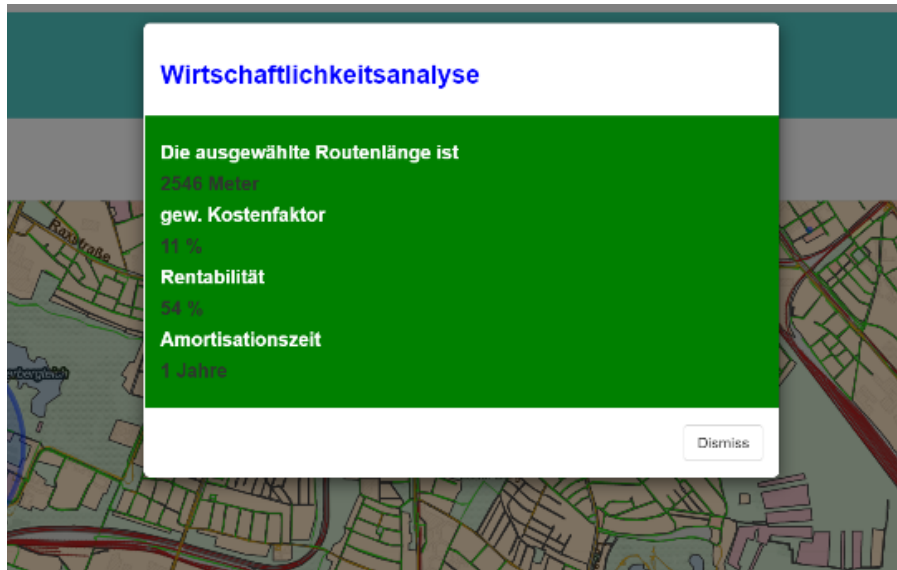 Wirtschaftlichkeitsanalyse
Die ausgewählte Routenlänge ist
2546 Meter
gew. Kostenfaktor
11 %
Rentabilität
54 %
Amortisationszeit
1 Jahre
Dismiss
Raxstraße